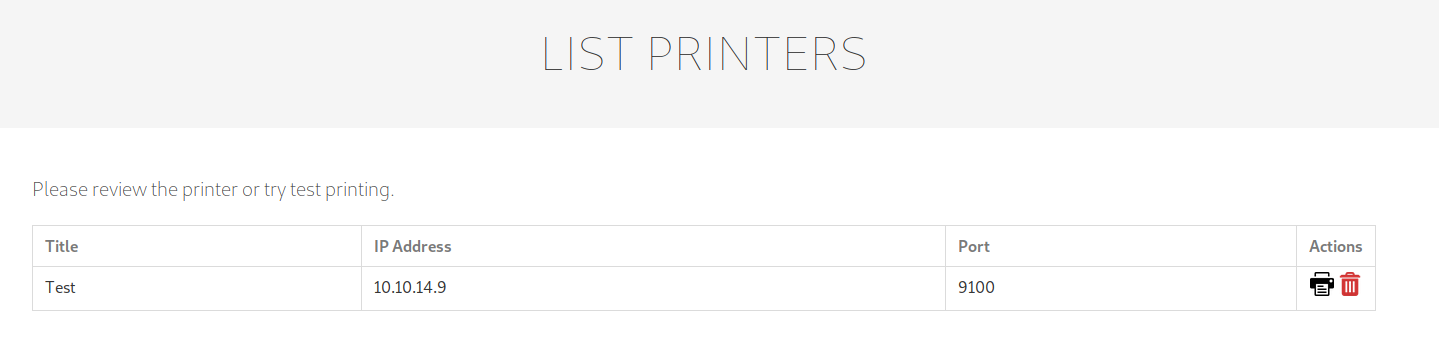 LIST PRINTERS
Please review the printer or try test printing.
Title IP Address Port Actions
Test 10.10.14.9 9100